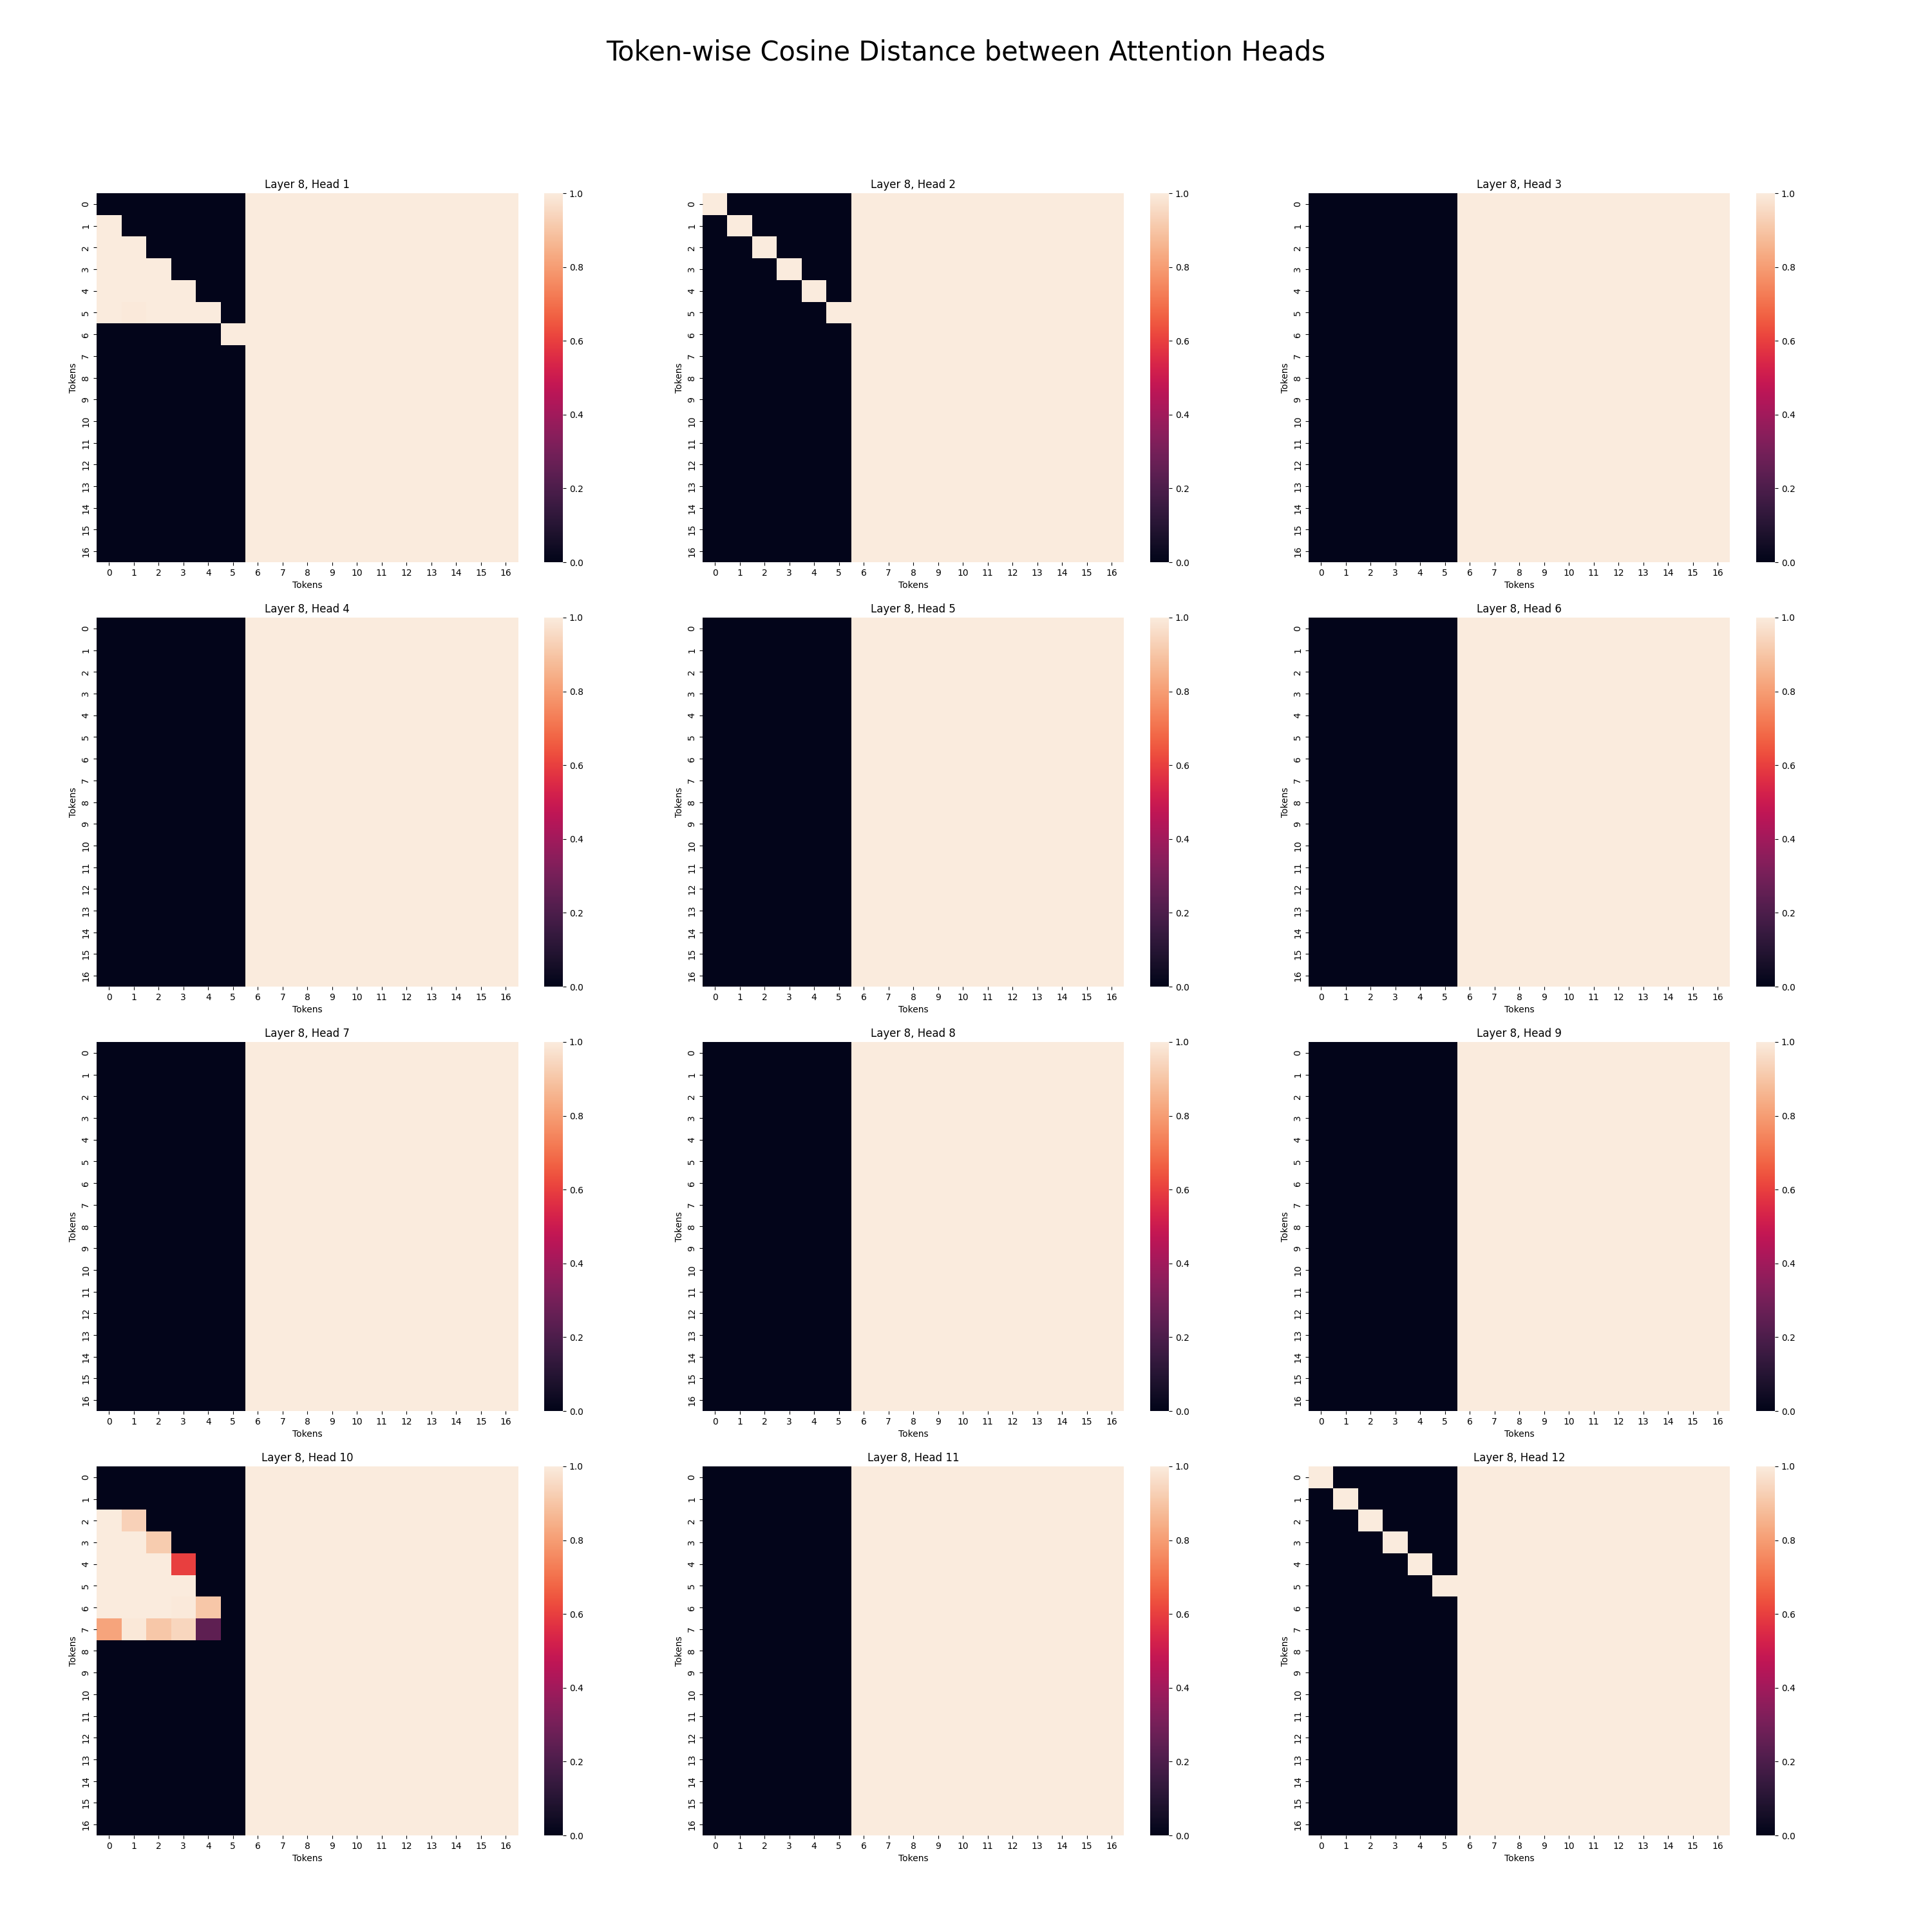 Token-wise Cosine Distance between Attention Heads
Layer 8, Head 1
Tokens
0 1 2 3 4 5 6 7 8 9 10 11 12 13 14 15 16
0 1 2 3 4 5 6 7 8 9 10 11 12 13 14 15 16
Tokens
1.0 0.8 0.6 0.4 0.2 0.0
Layer 8, Head 2
Tokens
0 1 2 3 4 5 6 7 8 9 10 11 12 13 14 15 16
0 1 2 3 4 5 6 7 8 9 10 11 12 13 14 15 16
Tokens
1.0 0.8 0.6 0.4 0.2 0.0
Layer 8, Head 3
Tokens
0 1 2 3 4 5 6 7 8 9 10 11 12 13 14 15 16
0 1 2 3 4 5 6 7 8 9 10 11 12 13 14 15 16
Tokens
1.0 0.8 0.6 0.4 0.2 0.0
Layer 8, Head 4
Tokens
0 1 2 3 4 5 6 7 8 9 10 11 12 13 14 15 16
0 1 2 3 4 5 6 7 8 9 10 11 12 13 14 15 16
Tokens
1.0 0.8 0.6 0.4 0.2 0.0
Layer 8, Head 5
Tokens
0 1 2 3 4 5 6 7 8 9 10 11 12 13 14 15 16
0 1 2 3 4 5 6 7 8 9 10 11 12 13 14 15 16
Tokens
1.0 0.8 0.6 0.4 0.2 0.0
Layer 8, Head 6
Tokens
0 1 2 3 4 5 6 7 8 9 10 11 12 13 14 15 16
0 1 2 3 4 5 6 7 8 9 10 11 12 13 14 15 16
Tokens
1.0 0.8 0.6 0.4 0.2 0.0
Layer 8, Head 7
Tokens
0 1 2 3 4 5 6 7 8 9 10 11 12 13 14 15 16
0 1 2 3 4 5 6 7 8 9 10 11 12 13 14 15 16
Tokens
1.0 0.8 0.6 0.4 0.2 0.0
Layer 8, Head 8
Tokens
0 1 2 3 4 5 6 7 8 9 10 11 12 13 14 15 16
0 1 2 3 4 5 6 7 8 9 10 11 12 13 14 15 16
Tokens
1.0 0.8 0.6 0.4 0.2 0.0
Layer 8, Head 9
Tokens
0 1 2 3 4 5 6 7 8 9 10 11 12 13 14 15 16
0 1 2 3 4 5 6 7 8 9 10 11 12 13 14 15 16
Tokens
1.0 0.8 0.6 0.4 0.2 0.0
Layer 8, Head 10
Tokens
0 1 2 3 4 5 6 7 8 9 10 11 12 13 14 15 16
0 1 2 3 4 5 6 7 8 9 10 11 12 13 14 15 16
Tokens
1.0 0.8 0.6 0.4 0.2 0.0
Layer 8, Head 11
Tokens
0 1 2 3 4 5 6 7 8 9 10 11 12 13 14 15 16
0 1 2 3 4 5 6 7 8 9 10 11 12 13 14 15 16
Tokens
1.0 0.8 0.6 0.4 0.2 0.0
Layer 8, Head 12
Tokens
0 1 2 3 4 5 6 7 8 9 10 11 12 13 14 15 16
0 1 2 3 4 5 6 7 8 9 10 11 12 13 14 15 16
Tokens
1.0 0.8 0.6 0.4 0.2 0.0